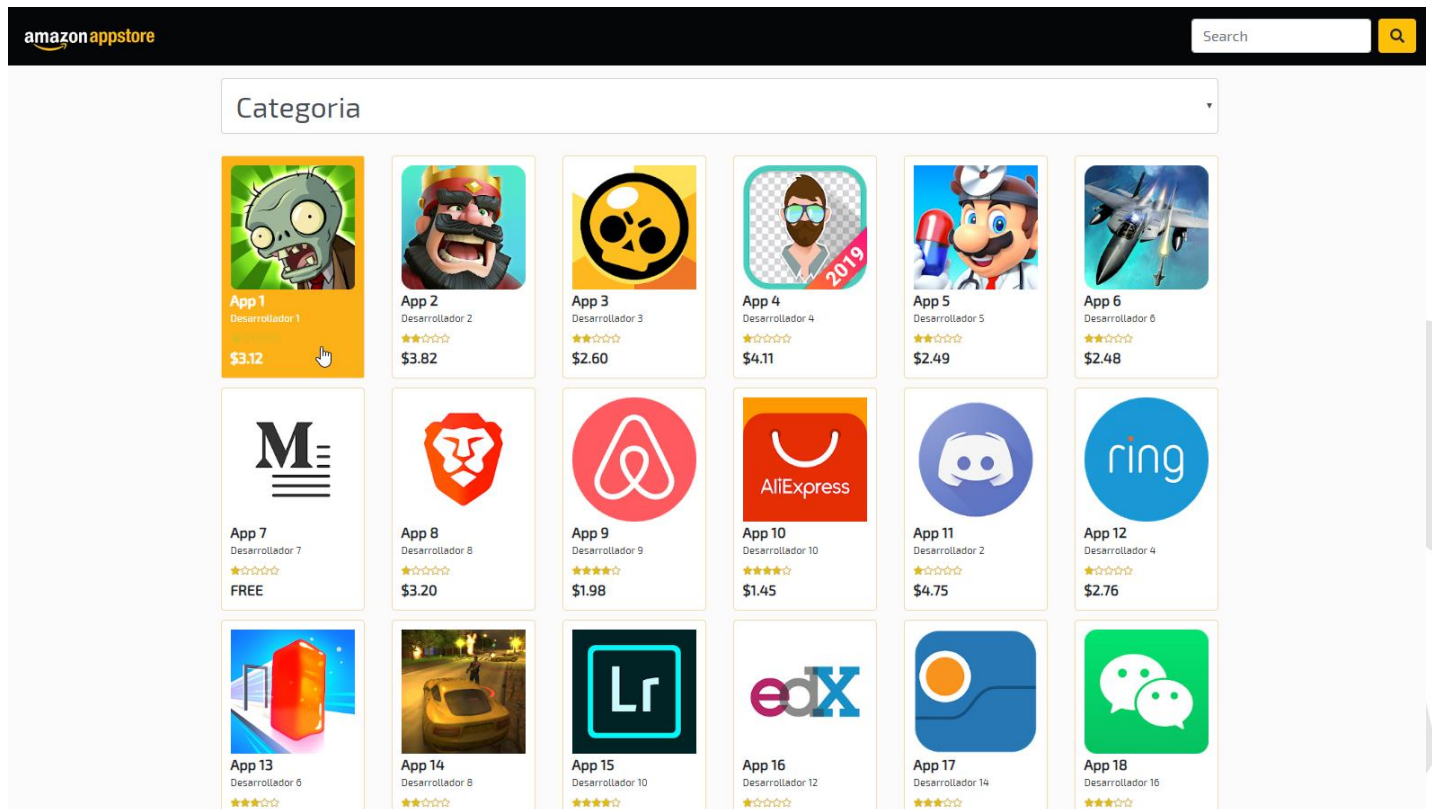 amazon appstore
Search
Categoria
2019
App 1
Desarrollador 1
$3.12
App 2
Desarrollador 2
$3.82
App 3
Desarrollador 3
$2.60
App 4
Desarrollador 4
$4.11
App 5
Desarrollador 5
$2.49
App 6
Desarrollador 6
$2.48
M
App 7
Desarrollador 7
FREE
App 8
Desarrollador 8
$3.20
App 9
Desarrollador 9
$1.98
AliExpress
App 10
Desarrollador 10
$1.45
App 11
Desarrollador 2
$4.75
ring
App 12
Desarrollador 4
$2.76
App 13
Desarrollador 6
App 14
Desarrollador 8
Lr
App 15
Desarrollador 10
edX
App 16
Desarrollador 12
App 17
Desarrollador 14
App 18
Desarrollador 16